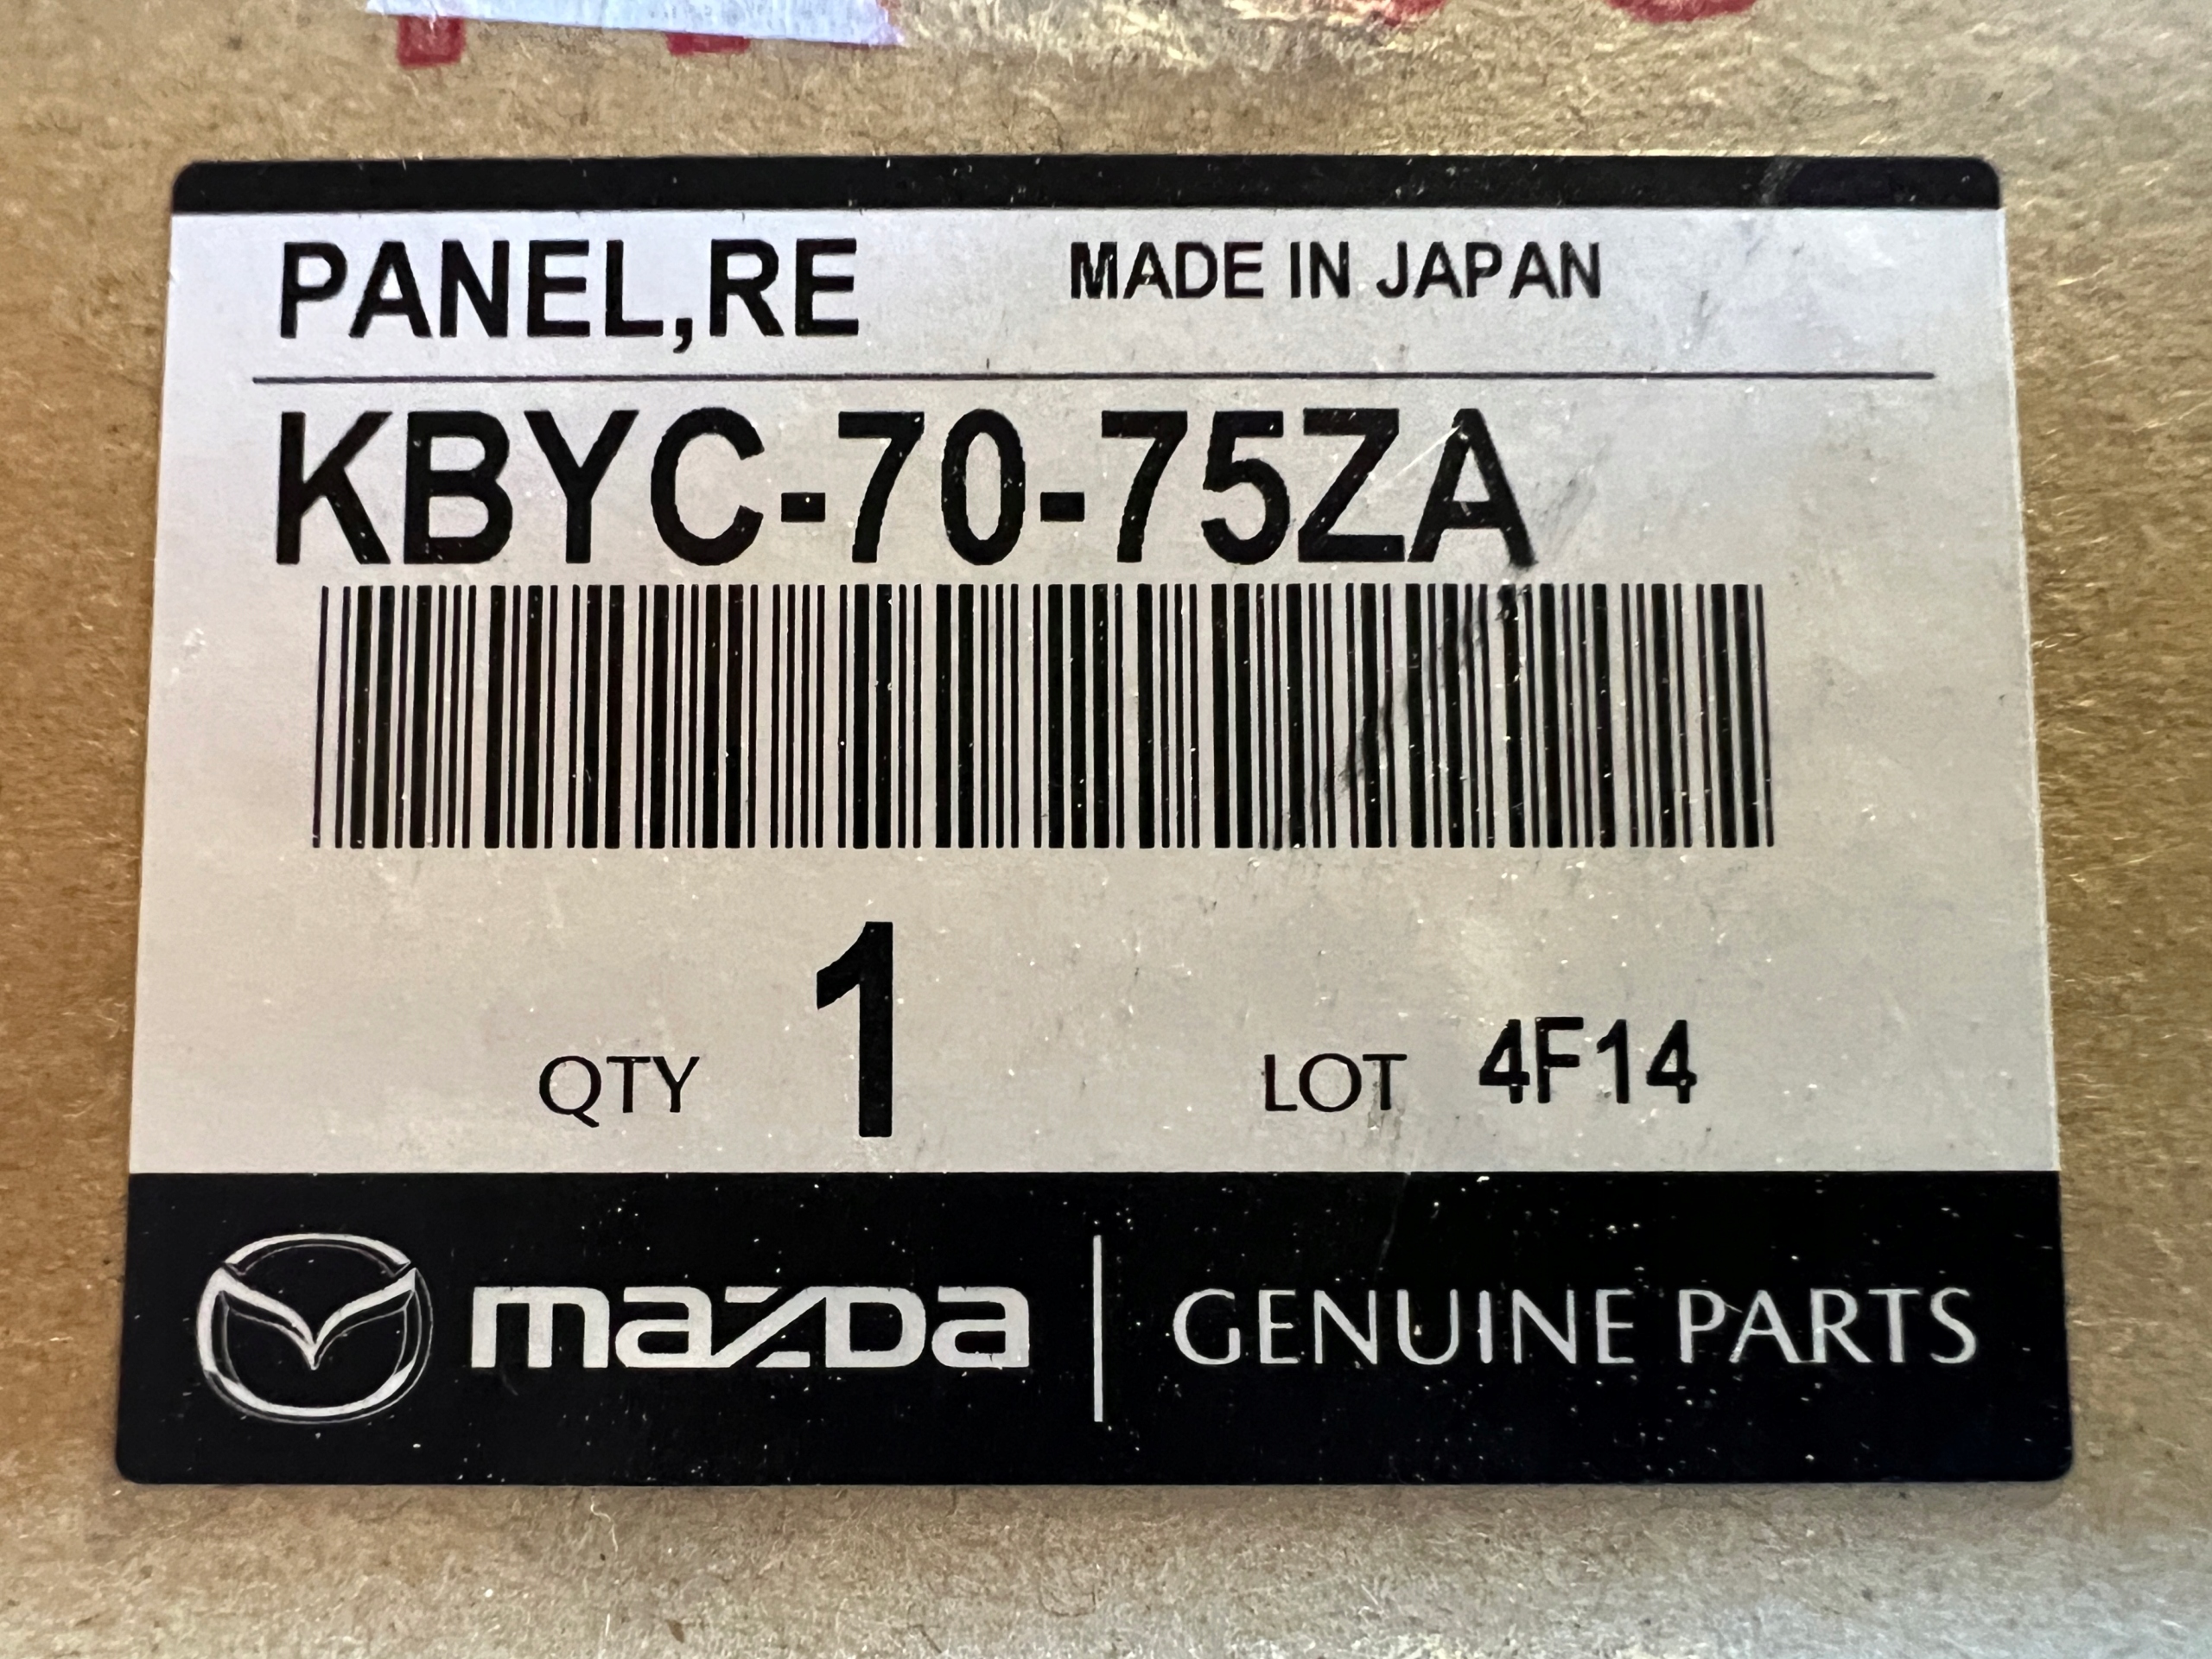 PANEL,RE MADE IN JAPAN
KBYC-70-75ZA
QTY 1 LOT 4F14
mazda GENUINE PARTS